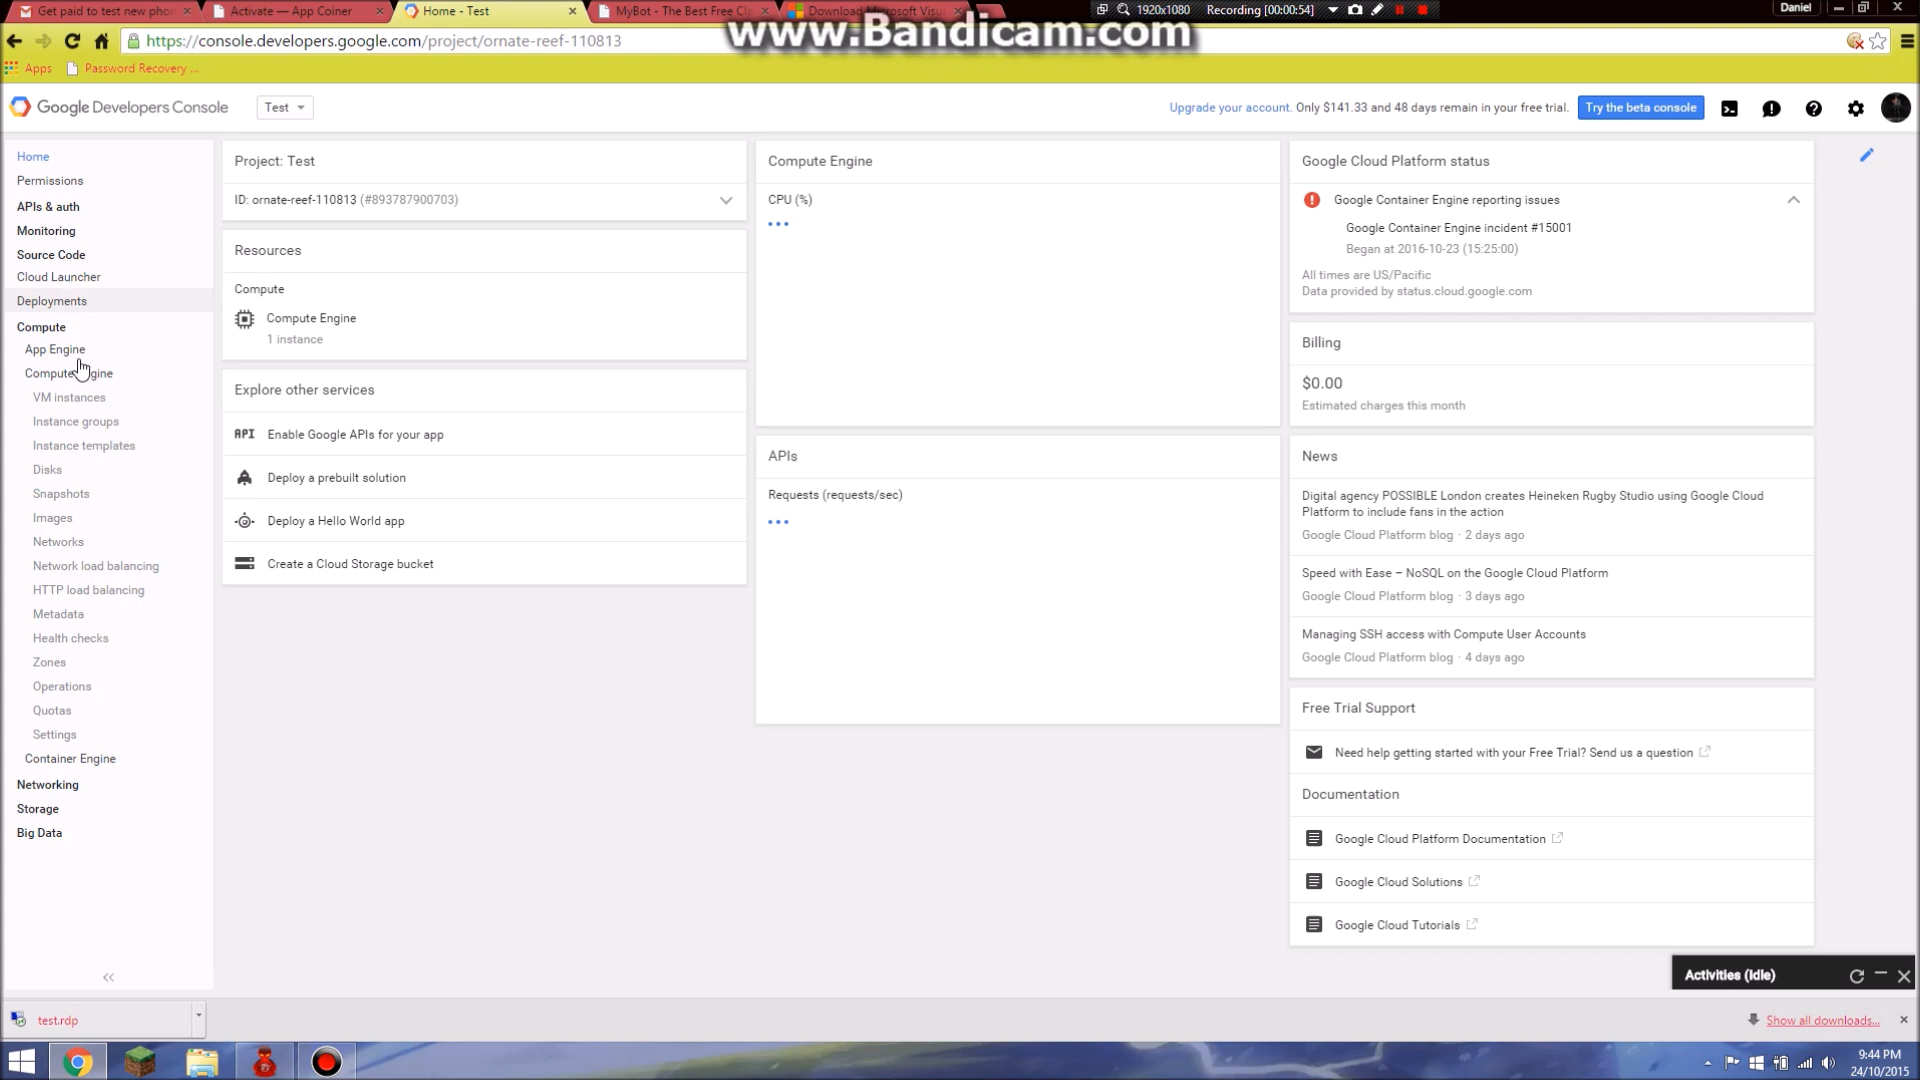 Get paid to test new phon
Activate — App Coiner
Home - Test
MyBot - The Best Free Cla
Download Microsoft Visu
1920x1080
Recording [00:00:54]
Daniel
www.Bandicam.com
https://console.developers.google.com/project/ornate-reef-110813
Apps
Password Recovery ...
Google Developers Console
Test
Upgrade your account. Only $141.33 and 48 days remain in your free trial.
Try the beta console
Home
Permissions
APIs & auth
Monitoring
Source Code
Cloud Launcher
Deployments
Compute
App Engine
Compute Engine
VM instances
Instance groups
Instance templates
Disks
Snapshots
Images
Networks
Network load balancing
HTTP load balancing
Metadata
Health checks
Zones
Operations
Quotas
Settings
Container Engine
Networking
Storage
Big Data
Project: Test
ID: ornate-reef-110813 (#893787900703)
Resources
Compute
Compute Engine
1 instance
Explore other services
API Enable Google APIs for your app
Deploy a prebuilt solution
Deploy a Hello World app
Create a Cloud Storage bucket
Compute Engine
CPU (%)
APIs
Requests (requests/sec)
Google Cloud Platform status
Google Container Engine reporting issues
Google Container Engine incident #15001
Began at 2016-10-23 (15:25:00)
All times are US/Pacific
Data provided by status.cloud.google.com
Billing
$0.00
Estimated charges this month
News
Digital agency POSSIBLE London creates Heineken Rugby Studio using Google Cloud
Platform to include fans in the action
Google Cloud Platform blog · 2 days ago
Speed with Ease – NoSQL on the Google Cloud Platform
Google Cloud Platform blog · 3 days ago
Managing SSH access with Compute User Accounts
Google Cloud Platform blog · 4 days ago
Free Trial Support
Need help getting started with your Free Trial? Send us a question
Documentation
Google Cloud Platform Documentation
Google Cloud Solutions
Google Cloud Tutorials
Activities (Idle)
test.rdp
Show all downloads...
9:44 PM
24/10/2015